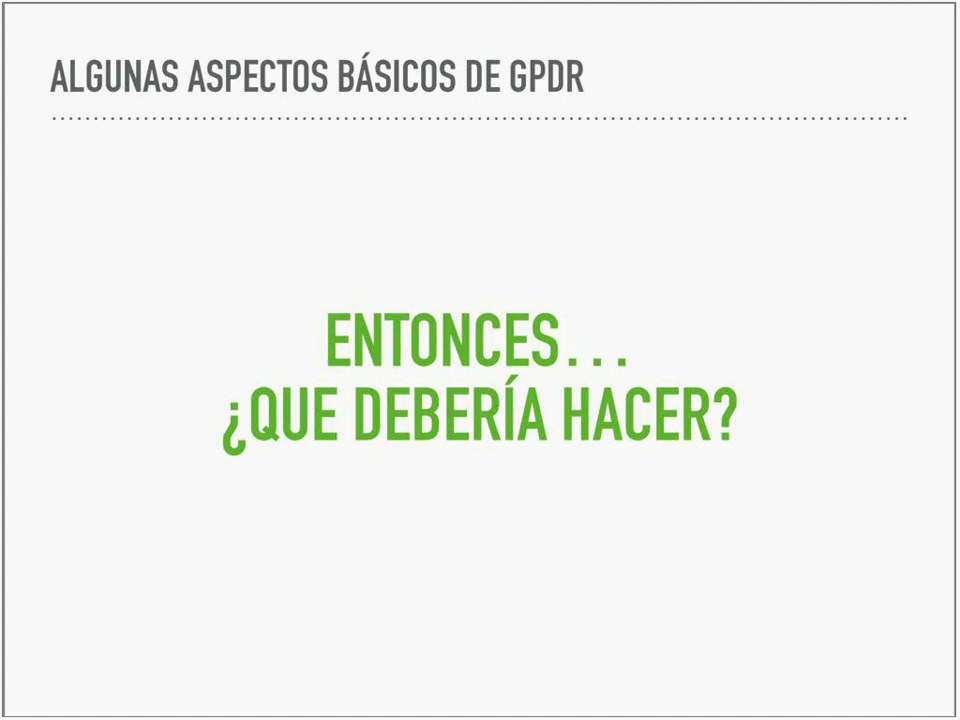 ALGUNAS ASPECTOS BÁSICOS DE GPDR
ENTONCES...
¿QUE DEBERÍA HACER?